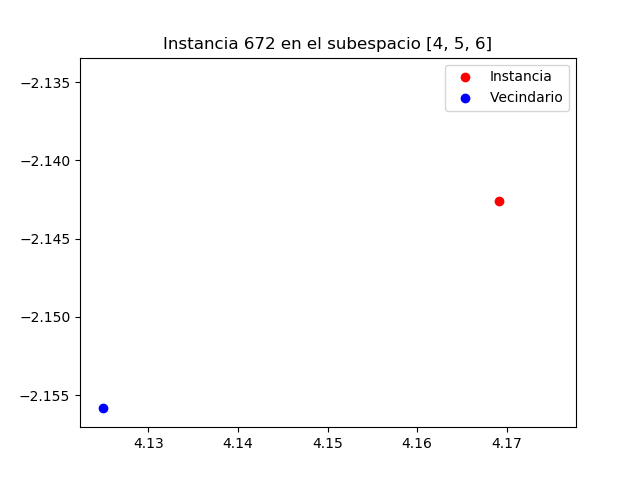 Instancia 672 en el subespacio [4, 5, 6]
Instancia
Vecindario
−2.135
−2.140
−2.145
−2.150
−2.155
4.13 4.14 4.15 4.16 4.17